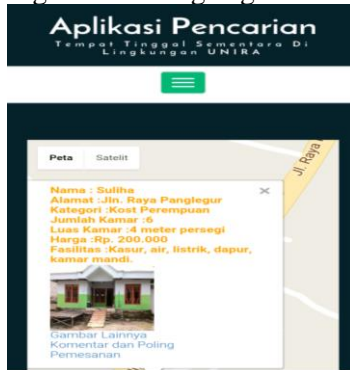 Aplikasi Pencarian
Tempat Tinggal Sementara Di
Lingkungan UNIRA
Peta Satelit
Jl. Raya
Nama : Suliha
Alamat :Jln. Raya Panglegur
Kategori :Kost Perempuan
Jumlah Kamar :6
Luas Kamar :4 meter persegi
Harga :Rp. 200.000
Fasilitas :Kasur, air, listrik, dapur,
kamar mandi.
Gambar Lainnya
Komentar dan Poling
Pemesanan